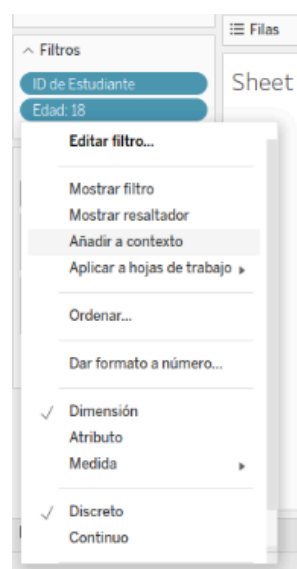 Filas
Filtros
ID de Estudiante
Sheet
Edad: 18
Editar filtro...
Mostrar filtro
Mostrar resaltador
Añadir a contexto
Aplicar a hojas de trabajo
Ordenar...
Dar formato a número...
Dimensión
Atributo
Medida
Discreto
Continuo